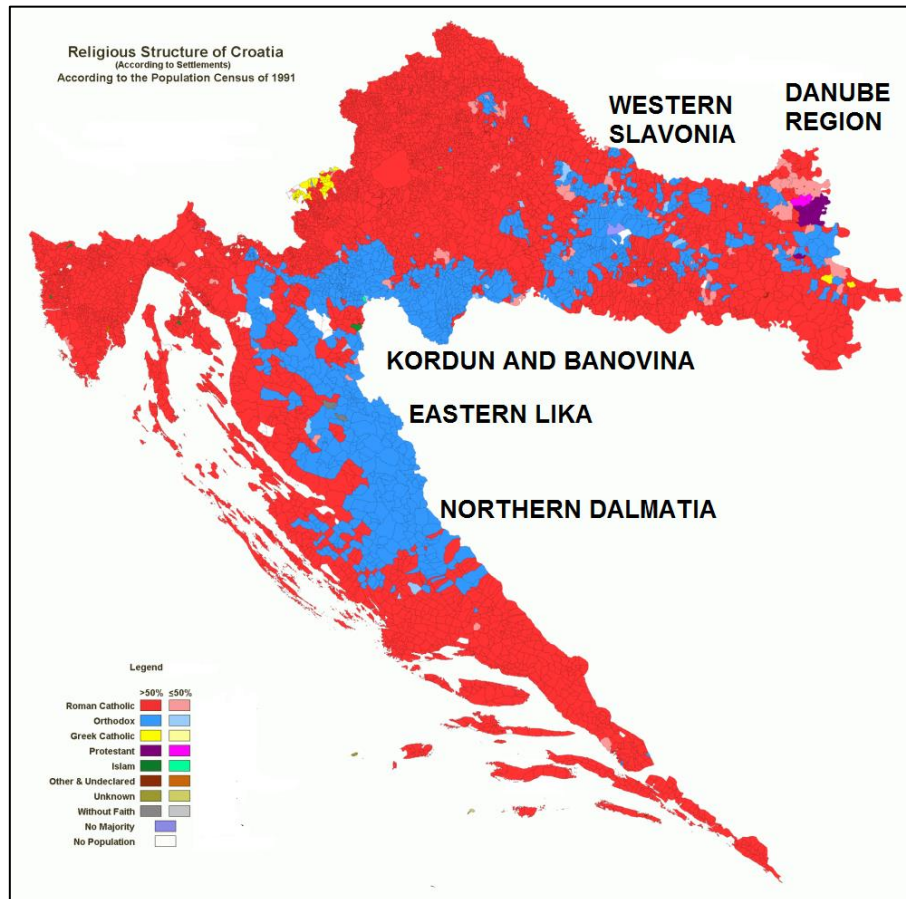 Religious Structure of Croatia
(According to Settlements)
According to the Population Census of 1991
WESTERN
SLAVONIA
DANUBE
REGION
KORDUN AND BANOVINA
EASTERN LIKA
NORTHERN DALMATIA
Legend
>50% ≤50%
Roman Catholic
Orthodox
Greek Catholic
Protestant
Islam
Other & Undeclared
Unknown
Without Faith
No Majority
No Population